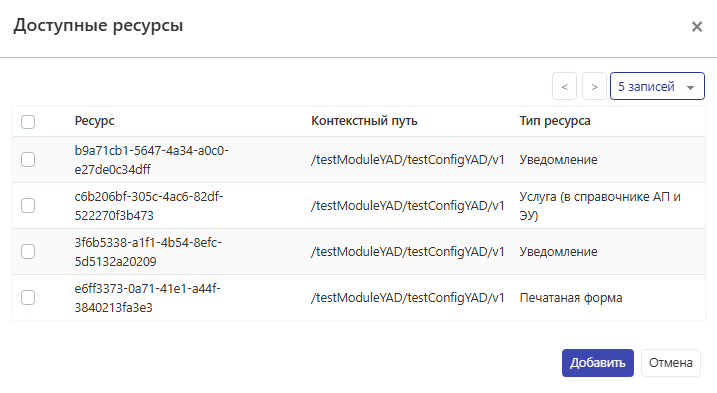 Доступные ресурсы ×
< > 5 записей
Ресурс Контекстный путь Тип ресурса
b9a71cb1-5647-4a34-a0c0-
e27de0c34dff /testModuleYAD/testConfigYAD/v1 Уведомление
c6b206bf-305c-4ac6-82df-
522270f3b473 /testModuleYAD/testConfigYAD/v1 Услуга (в справочнике АП и
ЭУ)
3f6b5338-a1f1-4b54-8efc-
5d5132a20209 /testModuleYAD/testConfigYAD/v1 Уведомление
e6ff3373-0a71-41e1-a44f-
3840213fa3e3 /testModuleYAD/testConfigYAD/v1 Печатаная форма
Добавить Отмена